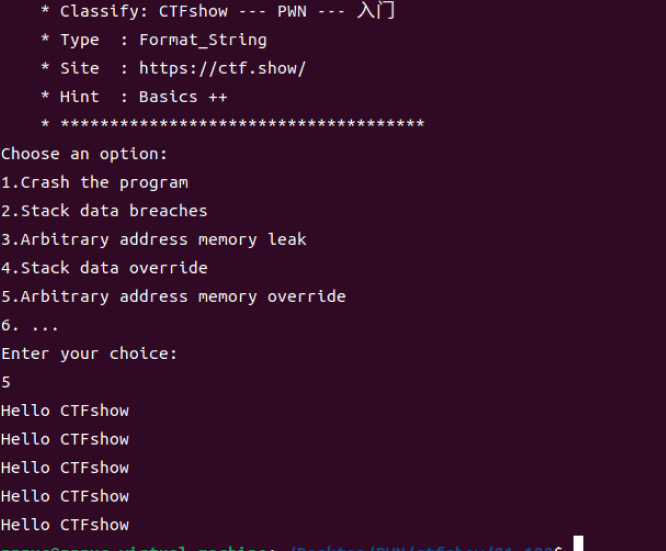 * Classify: CTFshow --- PWN --- 入门
* Type  : Format_String
* Site  : https://ctf.show/
* Hint  : Basics ++
* *************************************
Choose an option:
1.Crash the program
2.Stack data breaches
3.Arbitrary address memory leak
4.Stack data override
5.Arbitrary address memory override
6. ...
Enter your choice:
5
Hello CTFshow
Hello CTFshow
Hello CTFshow
Hello CTFshow
Hello CTFshow